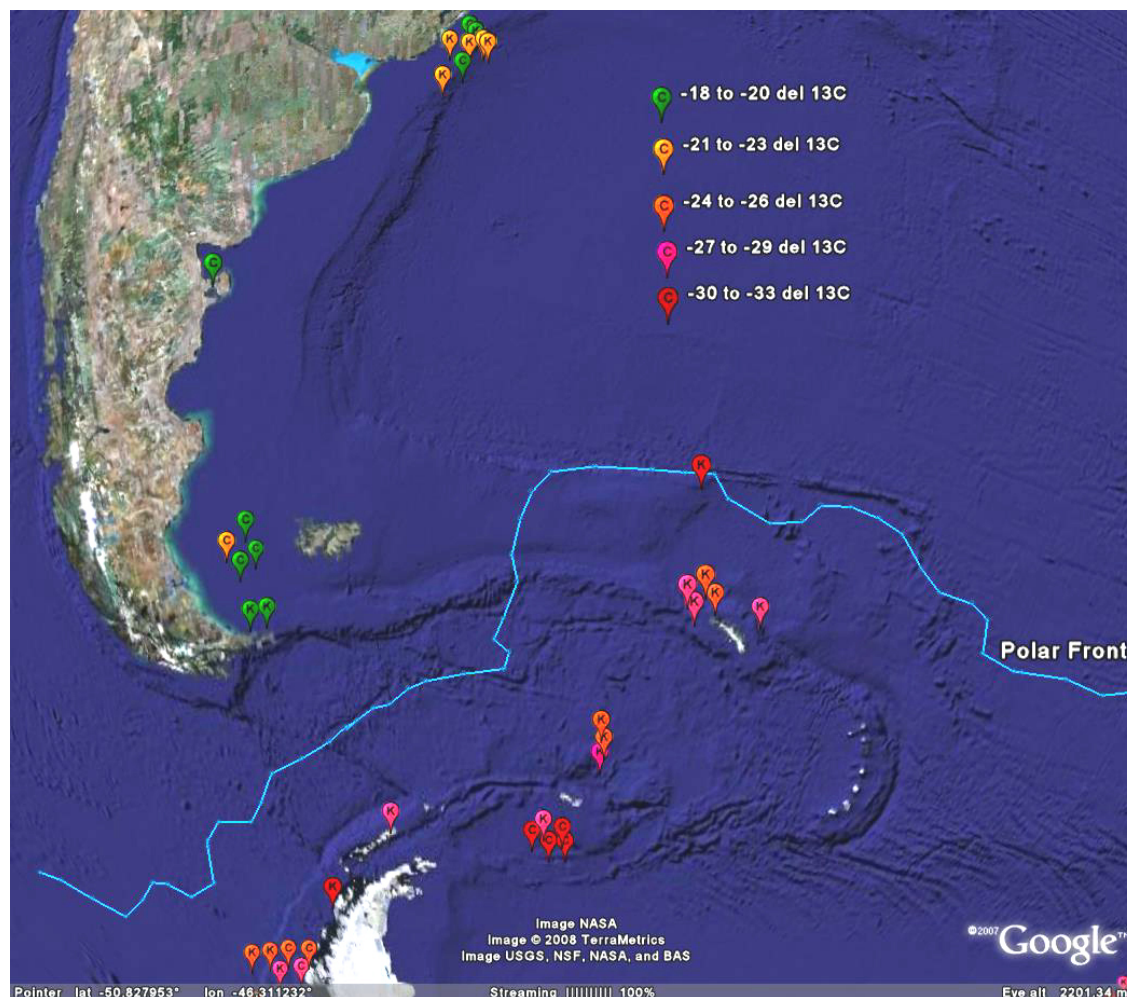 -18 to -20 del 13C
-21 to -23 del 13C
-24 to -26 del 13C
-27 to -29 del 13C
-30 to -33 del 13C
Polar Front
Image NASA
Image © 2008 TerraMetrics
Image USGS, NSF, NASA, and BAS
©2007 Google™
Pointer lat -50.827953° lon -46.311232° Streaming |||||||||| 100% Eye alt 2201.34 m